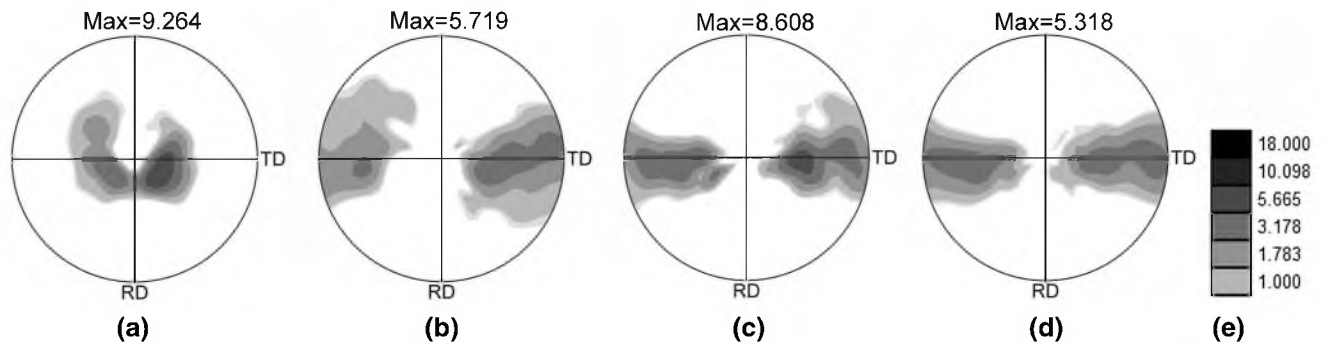 Max=9.264 Max=5.719 Max=8.608 Max=5.318
TD TD TD TD
18.000
10.098
5.665
3.178
1.783
1.000
RD RD RD RD
(a) (b) (c) (d) (e)